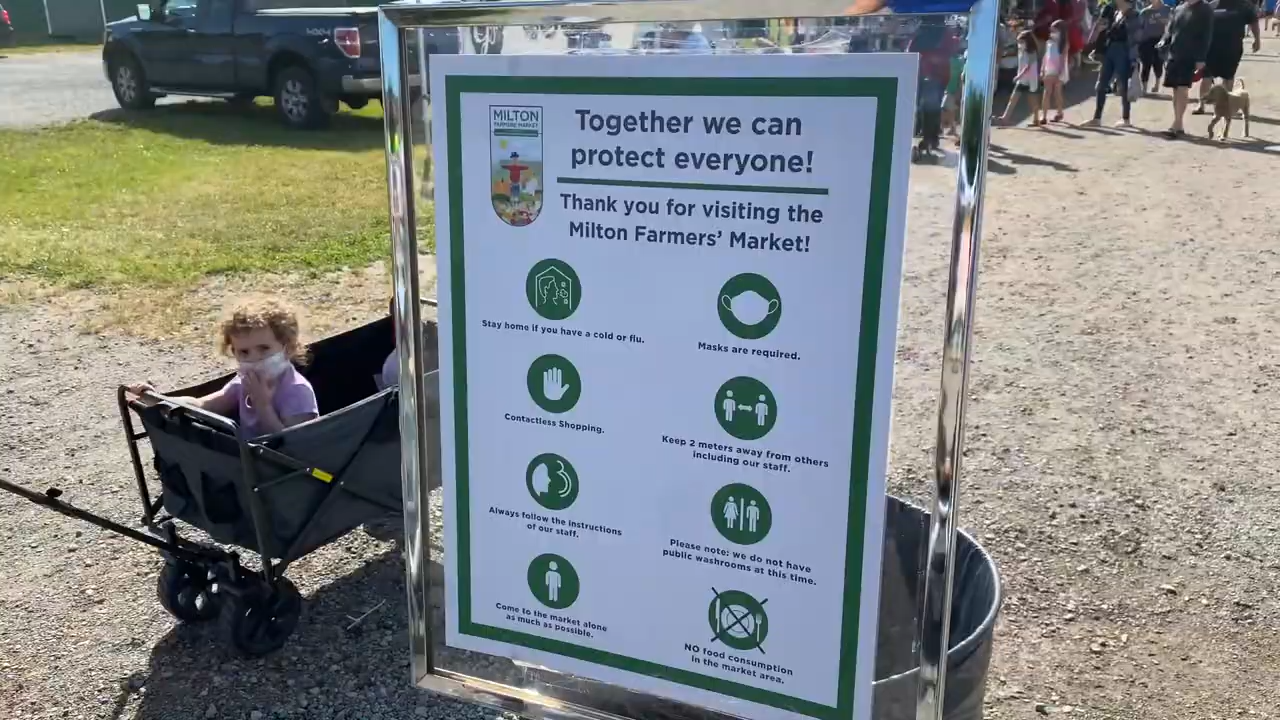 MILTON
FARMERS MARKET
Together we can
protect everyone!
Thank you for visiting the
Milton Farmers' Market!
Stay home if you have a cold or flu.
Masks are required.
Contactless Shopping.
Keep 2 meters away from others
including our staff.
Always follow the instructions
of our staff.
Please note: we do not have
public washrooms at this time.
Come to the market alone
as much as possible.
NO food consumption
in the market area.